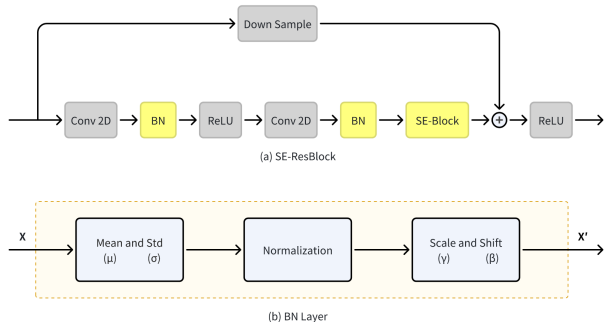 Down Sample
Conv 2D BN ReLU Conv 2D BN SE-Block + ReLU
(a) SE-ResBlock
X X′
Mean and Std Normalization Scale and Shift
(μ) (σ) (γ) (β)
(b) BN Layer